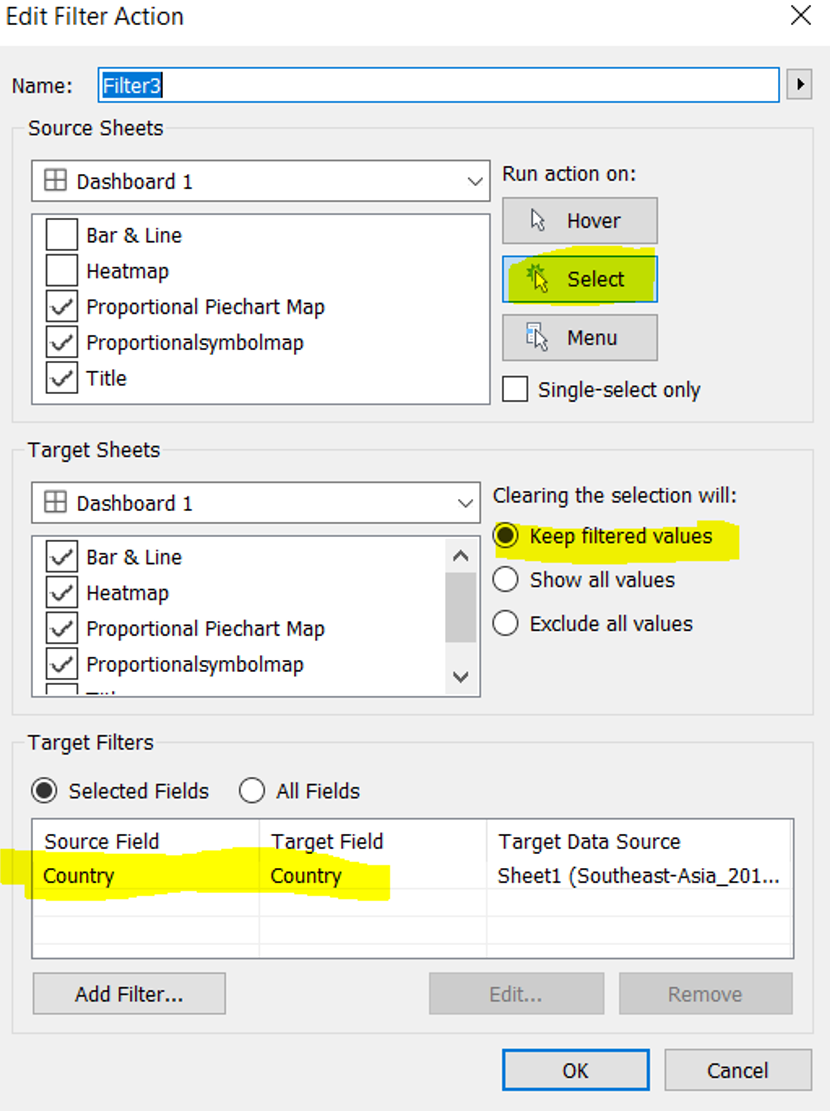 Edit Filter Action
Name: Filter3
Source Sheets
Dashboard 1
Bar & Line
Heatmap
Proportional Piechart Map
Proportionalsymbolmap
Title
Run action on:
Hover
Select
Menu
Single-select only
Target Sheets
Dashboard 1
Bar & Line
Heatmap
Proportional Piechart Map
Proportionalsymbolmap
Clearing the selection will:
Keep filtered values
Show all values
Exclude all values
Target Filters
Selected Fields All Fields
Source Field Target Field Target Data Source
Country Country Sheet1 (Southeast-Asia_201...
Add Filter... Edit... Remove
OK Cancel